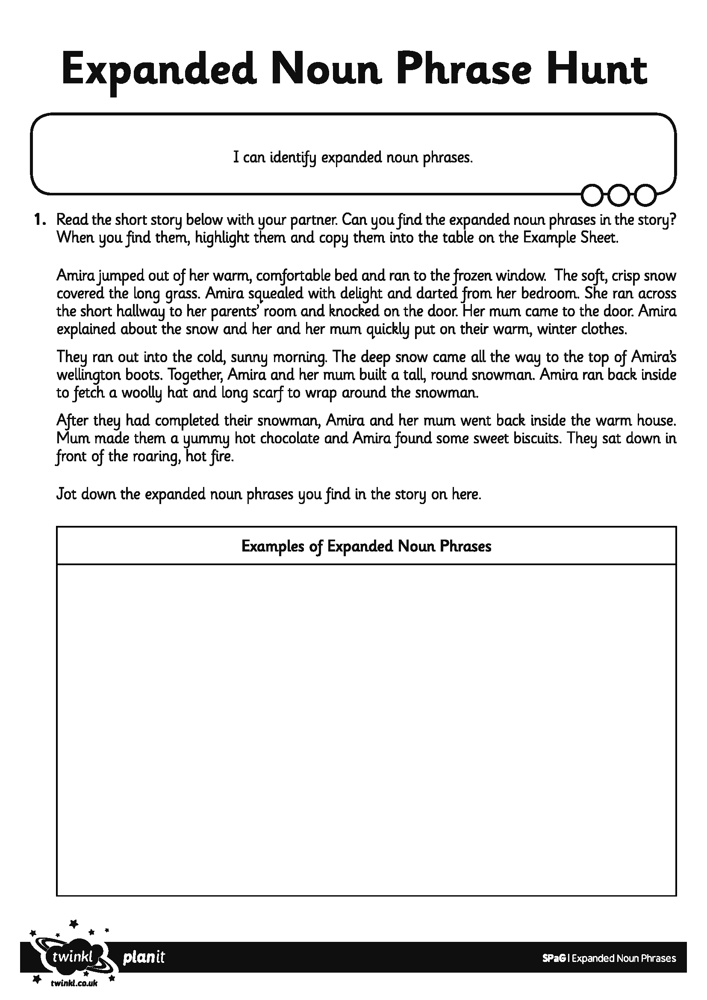 Expanded Noun Phrase Hunt
I can identify expanded noun phrases.
1. Read the short story below with your partner. Can you find the expanded noun phrases in the story?
When you find them, highlight them and copy them into the table on the Example Sheet.
Amira jumped out of her warm, comfortable bed and ran to the frozen window. The soft, crisp snow
covered the long grass. Amira squealed with delight and darted from her bedroom. She ran across
the short hallway to her parents’ room and knocked on the door. Her mum came to the door. Amira
explained about the snow and her and her mum quickly put on their warm, winter clothes.
They ran out into the cold, sunny morning. The deep snow came all the way to the top of Amira’s
wellington boots. Together, Amira and her mum built a tall, round snowman. Amira ran back inside
to fetch a woolly hat and long scarf to wrap around the snowman.
After they had completed their snowman, Amira and her mum went back inside the warm house.
Mum made them a yummy hot chocolate and Amira found some sweet biscuits. They sat down in
front of the roaring, hot fire.
Jot down the expanded noun phrases you find in the story on here.
Examples of Expanded Noun Phrases
twinkl planit
SPaG | Expanded Noun Phrases
twinkl.co.uk